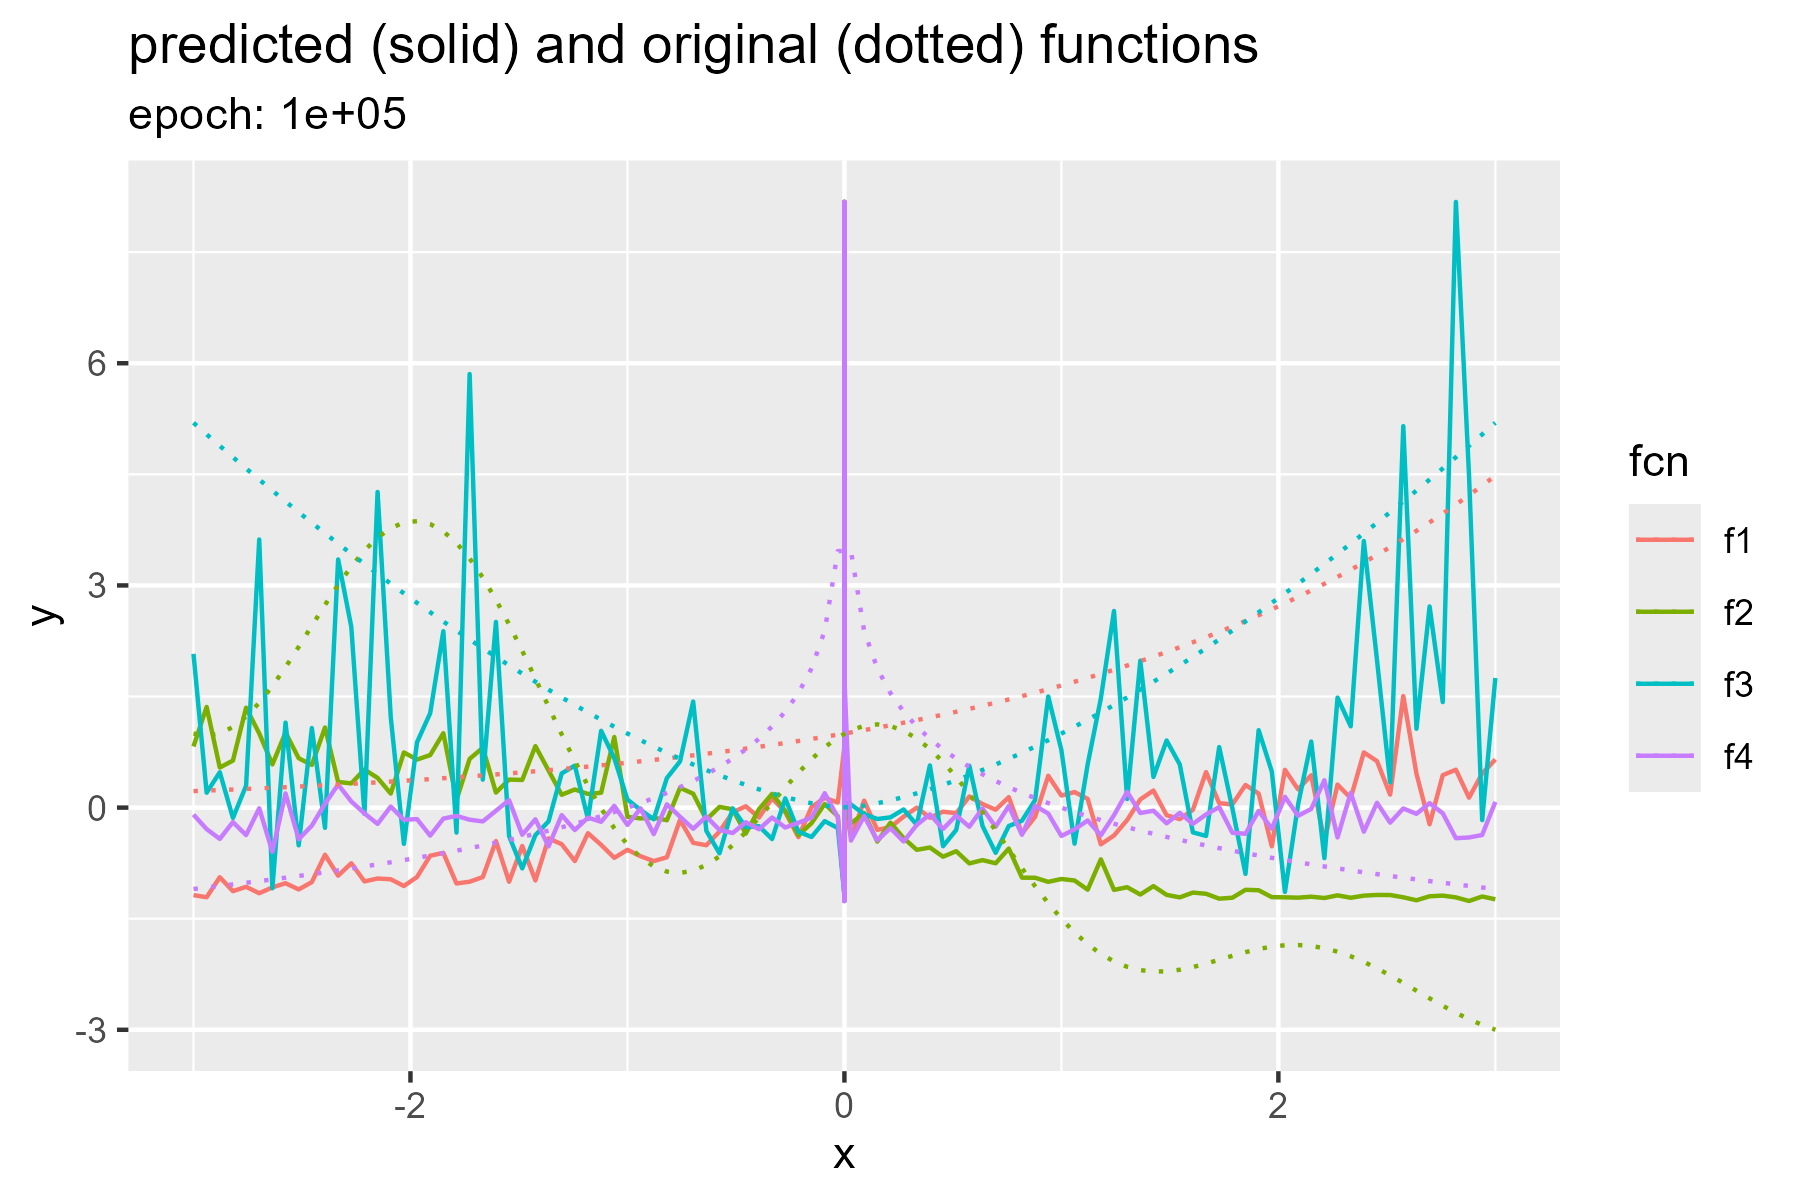 predicted (solid) and original (dotted) functions
epoch: 1e+05
6
3
0
-3
y
-2
0
2
x
fcn
f1
f2
f3
f4